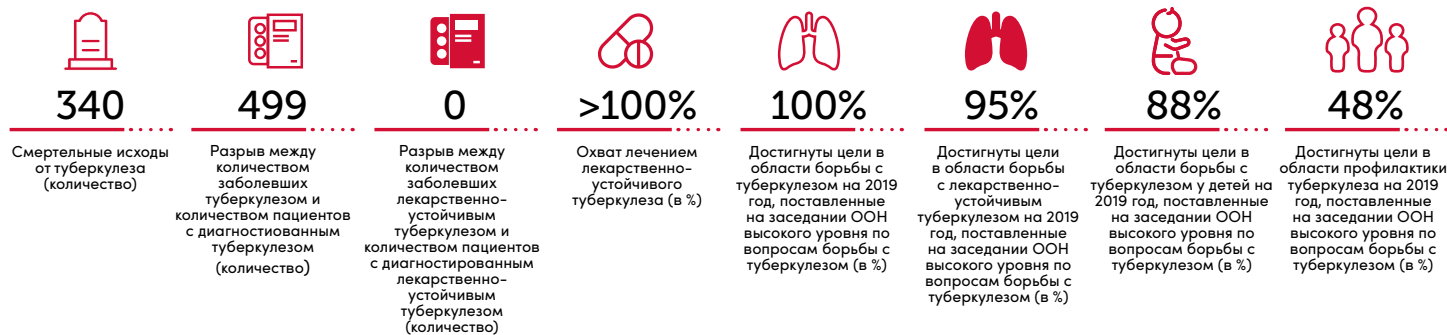 340
Смертельные исходы
от туберкулеза
(количество)
499
Разрыв между
количеством
заболевших
туберкулезом и
количеством пациентов
с диагностиованным
туберкулезом
(количество)
0
Разрыв между
количеством
заболевших
лекарственно-
устойчивым
туберкулезом и
количеством пациентов
с диагностированным
лекарственно-
устойчивым
туберкулезом
(количество)
>100%
Охват лечением
лекарственно-
устойчивого
туберкулеза (в %)
100%
Достигнуты цели в
области борьбы с
туберкулезом на 2019
год, поставленные
на заседании ООН
высокого уровня по
вопросам борьбы с
туберкулезом (в %)
95%
Достигнуты цели
в области борьбы
с лекарственно-
устойчивым
туберкулезом на 2019
год, поставленные
на заседании ООН
высокого уровня по
вопросам борьбы с
туберкулезом (в %)
88%
Достигнуты цели в
области борьбы с
туберкулезом у детей на
2019 год, поставленные
на заседании ООН
высокого уровня по
вопросам борьбы с
туберкулезом (в %)
48%
Достигнуты цели в
области профилактики
туберкулеза на 2019
год, поставленные
на заседании ООН
высокого уровня по
вопросам борьбы с
туберкулезом (в %)